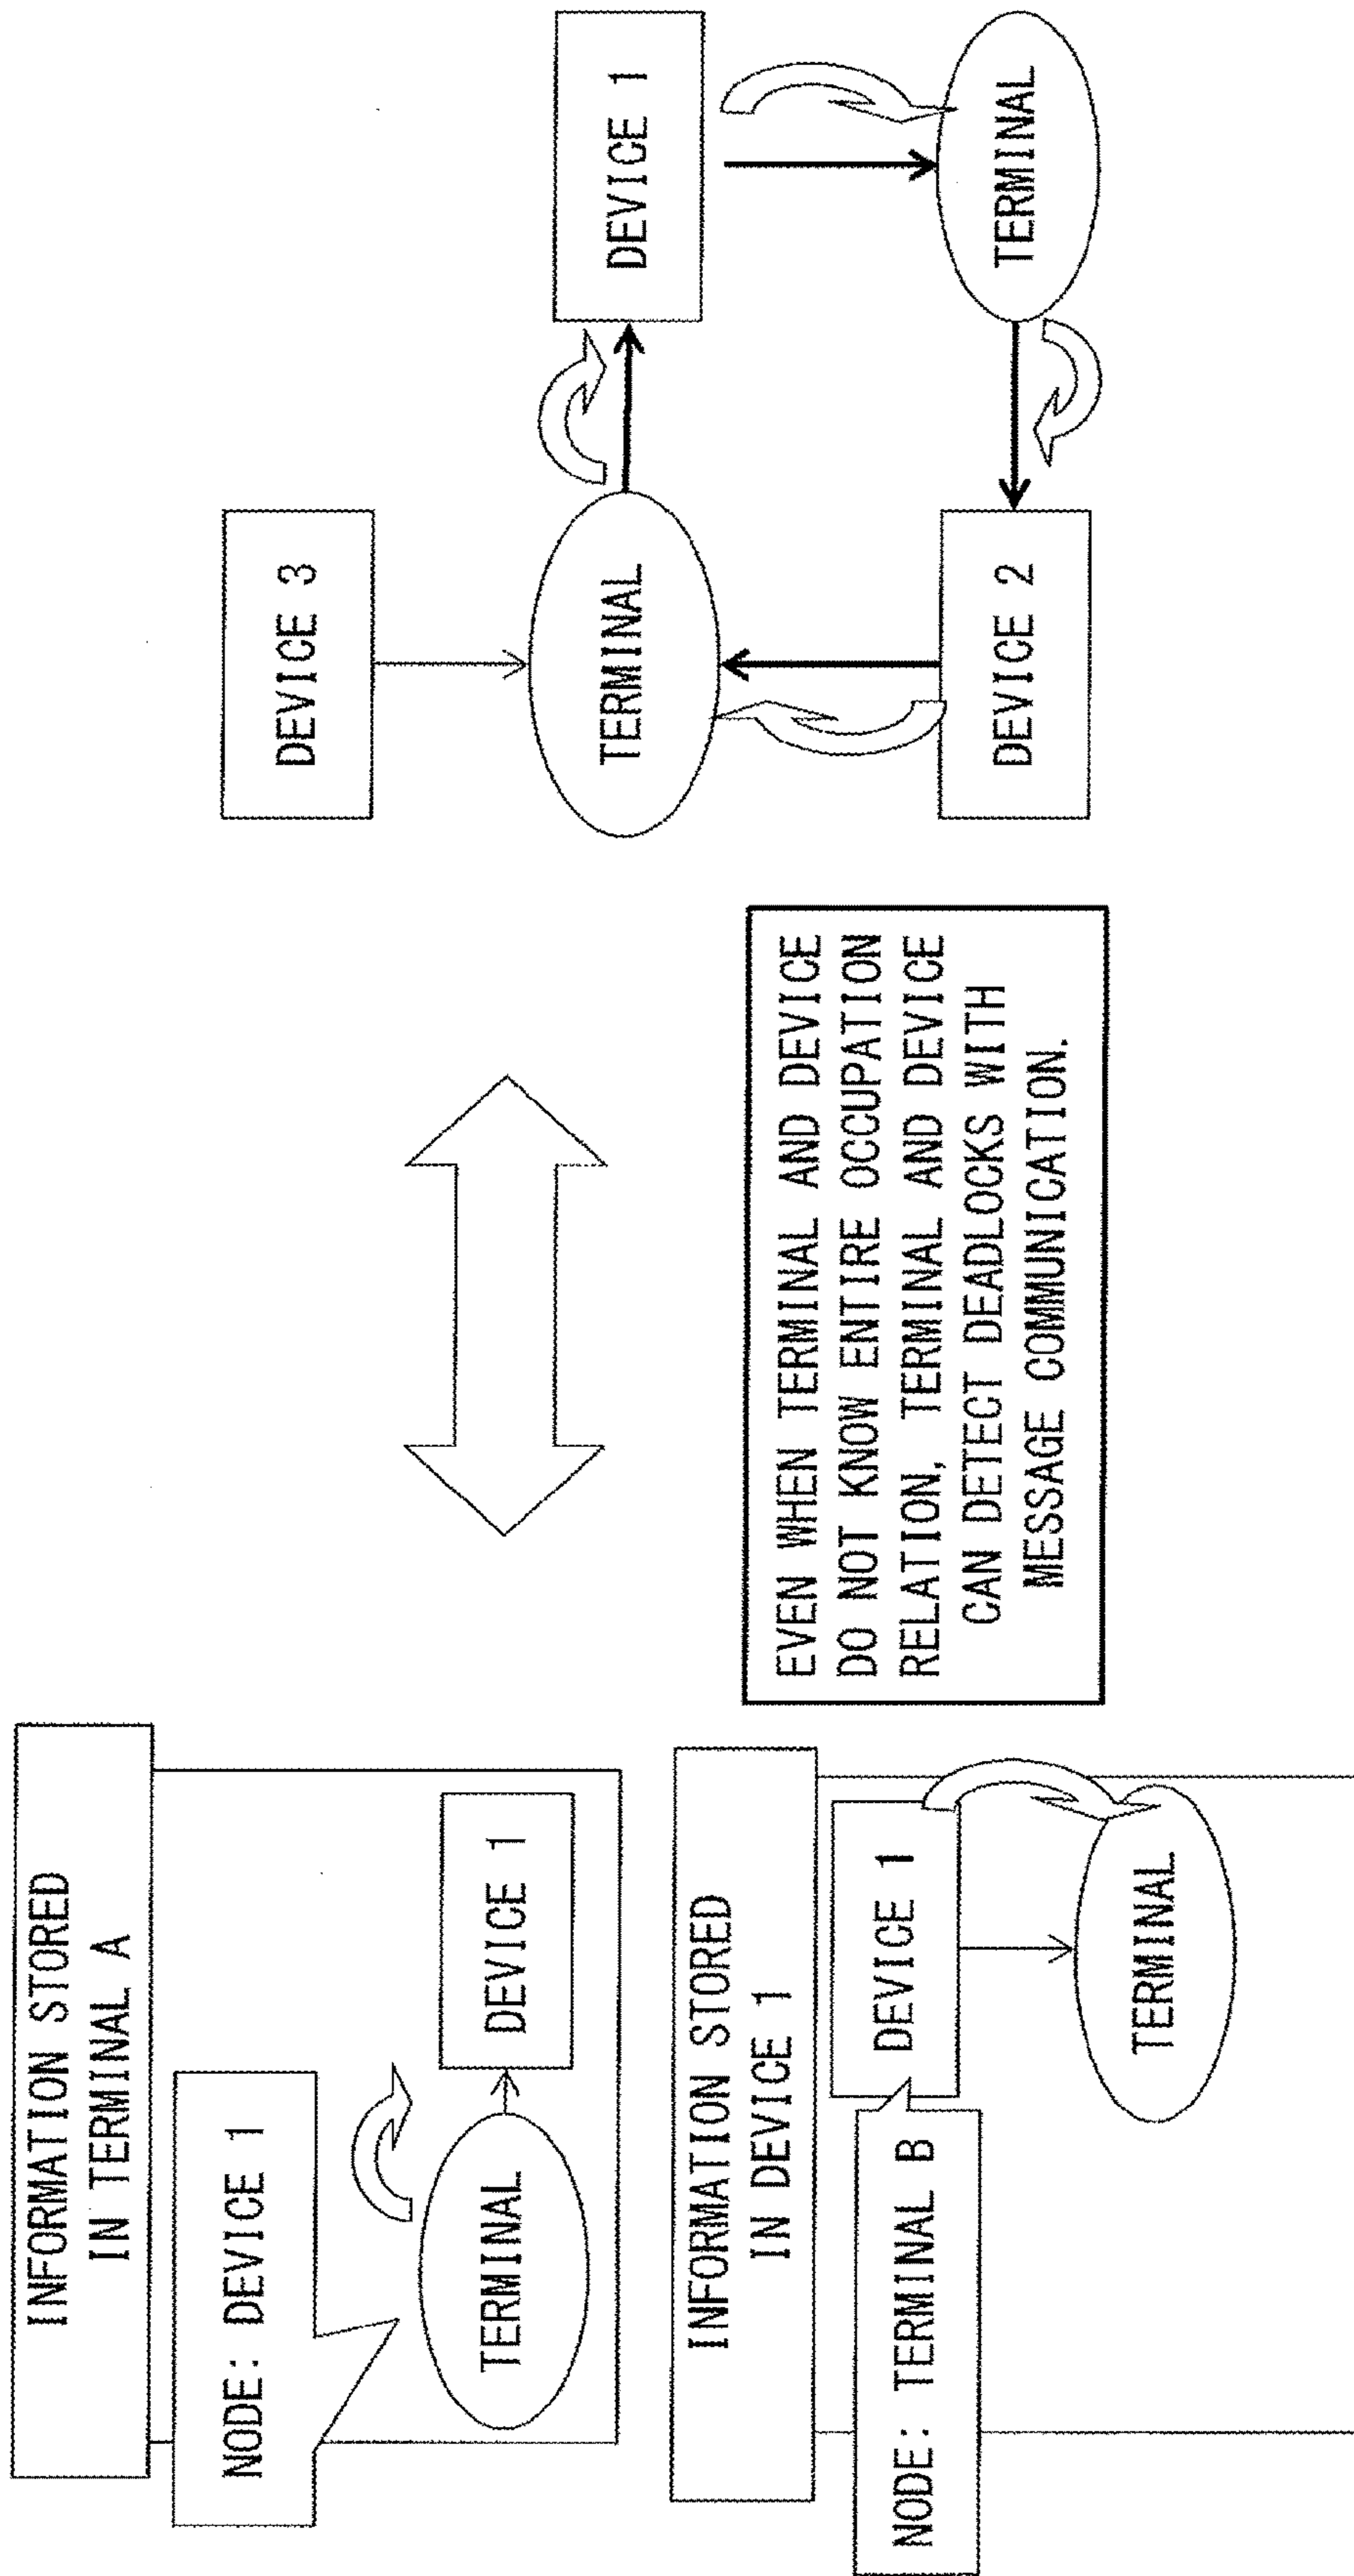 INFORMATION STORED
IN TERMINAL A
NODE: DEVICE 1
TERMINAL
DEVICE 1
INFORMATION STORED
IN DEVICE 1
NODE: TERMINAL B
DEVICE 1
TERMINAL
EVEN WHEN TERMINAL AND DEVICE
DO NOT KNOW ENTIRE OCCUPATION
RELATION, TERMINAL AND DEVICE
CAN DETECT DEADLOCKS WITH
MESSAGE COMMUNICATION.
DEVICE 3
TERMINAL
DEVICE 1
DEVICE 2
TERMINAL